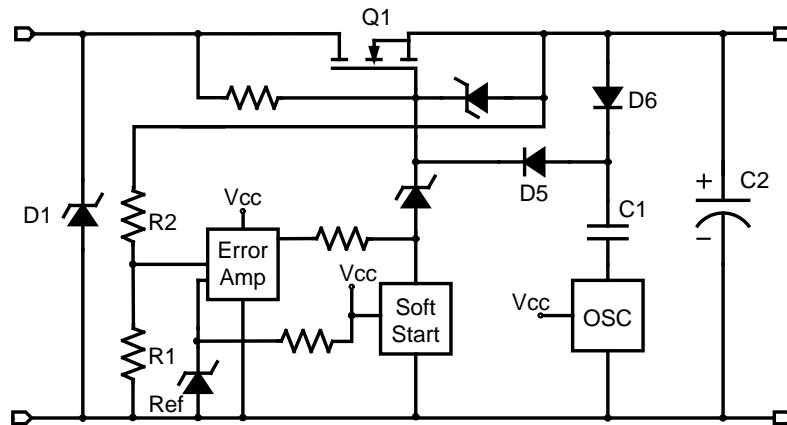 Q1
D6
D1
R2
Vcc
D5
+
C2
C1
Error
Amp
Vcc
–
Soft
Start
Vcc
OSC
R1
Ref